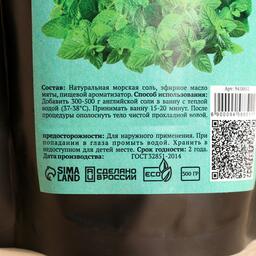 Состав: Натуральная морская соль, эфирное масло
мяты, пищевой ароматизатор. Способ использования:
Добавить 300-500 г английской соли в ванну с теплой
водой (37-38°C). Принимать ванну 15-20 минут. После
процедуры ополоснуть тело чистой прохладной водой.
предосторожности: Для наружного применения. При
попадании в глаза промыть водой. Хранить в
недоступном для детей месте. Срок годности: 2 года.
Дата производства: ГОСТ 32851-2014
SIMA LAND
СДЕЛАНО В РОССИИ
ECO
500 ГР